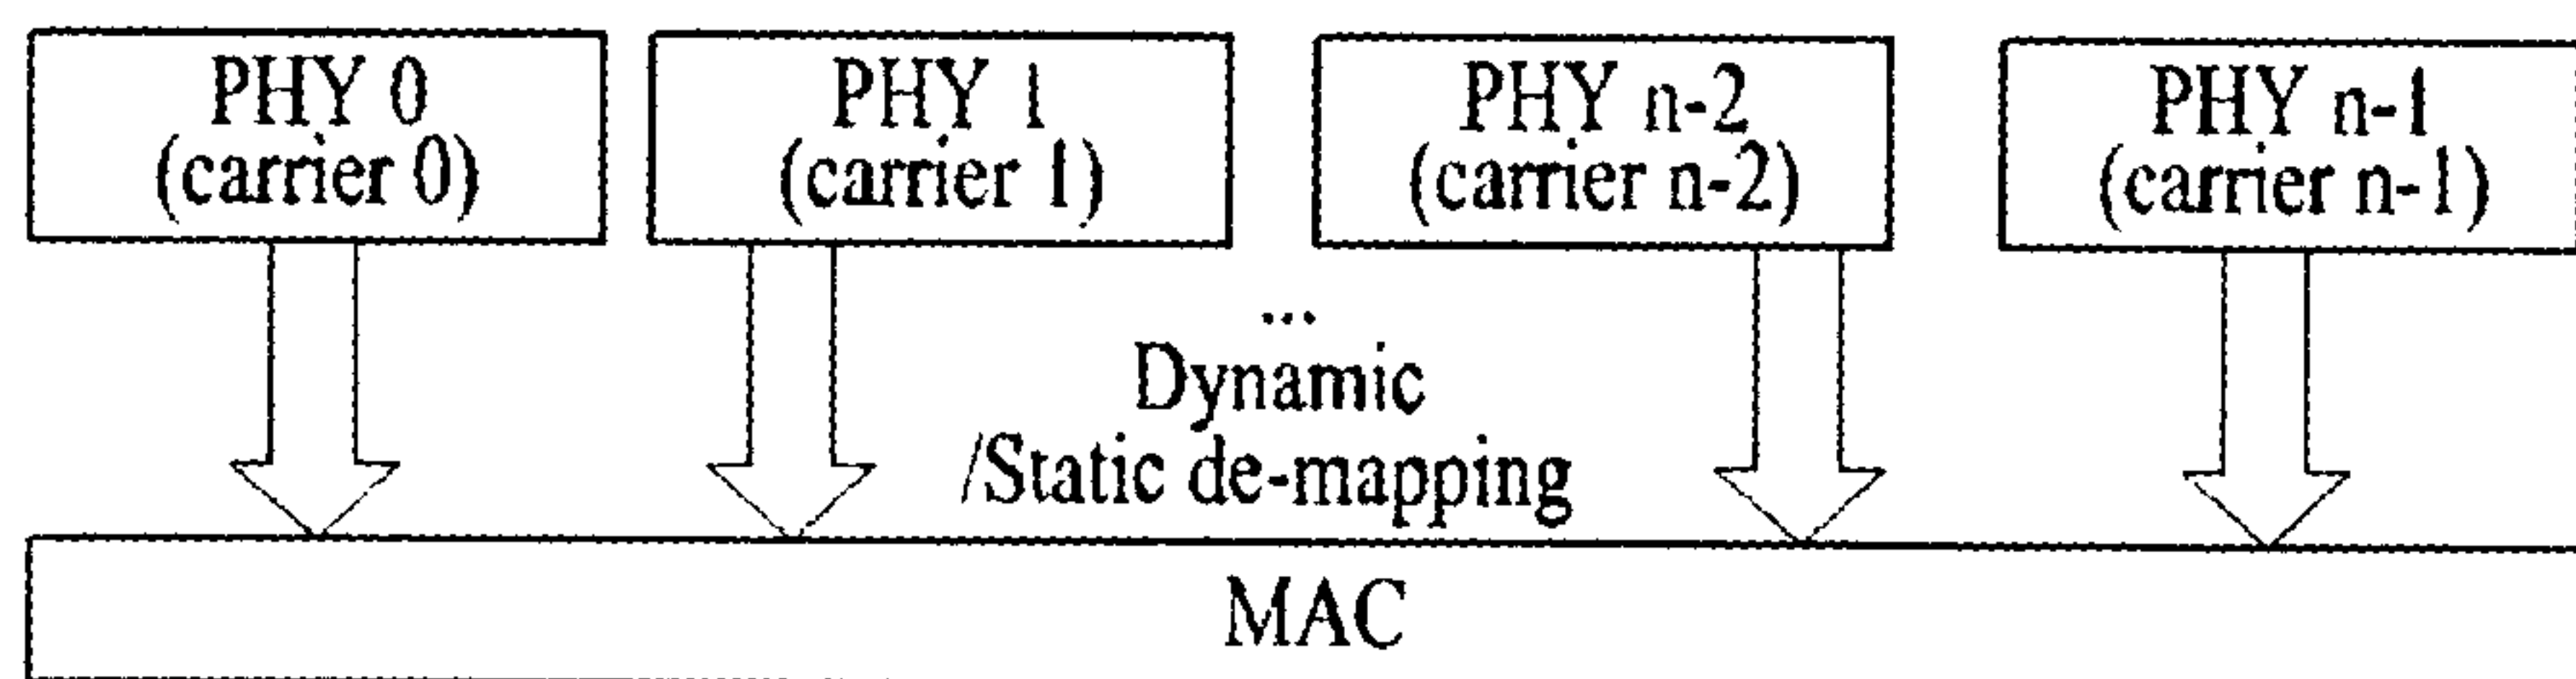 PHY 0
(carrier 0)
PHY 1
(carrier 1)
PHY n-2
(carrier n-2)
PHY n-1
(carrier n-1)
...
Dynamic
/Static de-mapping
MAC